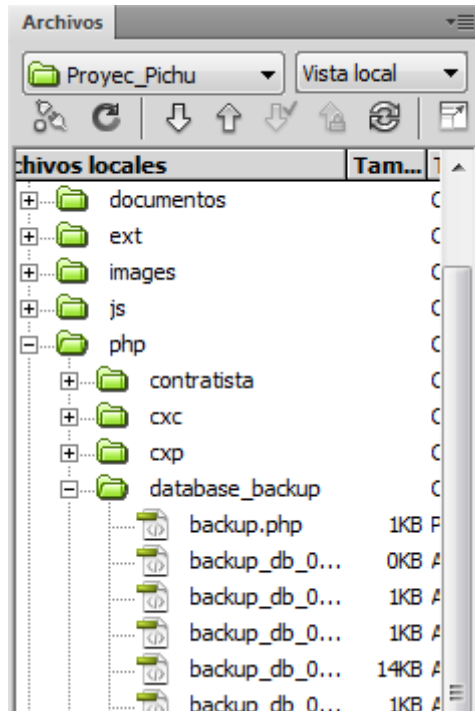 Archivos
Proyec_Pichu Vista local
chivos locales Tam... T
documentos C
ext C
images C
js C
php C
contratista C
cxc C
cxp C
database_backup C
backup.php 1KB P
backup_db_0... 0KB A
backup_db_0... 1KB A
backup_db_0... 1KB A
backup_db_0... 14KB A
backup_db_0... 1KB A